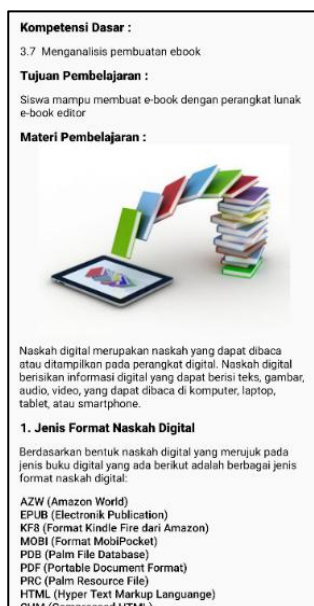 Kompetensi Dasar :
3.7 Menganalisis pembuatan ebook
Tujuan Pembelajaran :
Siswa mampu membuat e-book dengan perangkat lunak
e-book editor
Materi Pembelajaran :
Naskah digital merupakan naskah yang dapat dibaca
atau ditampilkan pada perangkat digital. Naskah digital
berisikan informasi digital yang dapat berisi teks, gambar,
audio, video, yang dapat dibaca di komputer, laptop,
tablet, atau smartphone.
1. Jenis Format Naskah Digital
Berdasarkan bentuk naskah digital yang merujuk pada
jenis buku digital yang ada berikut adalah berbagai jenis
format naskah digital:
AZW (Amazon World)
EPUB (Electronik Publication)
KF8 (Format Kindle Fire dari Amazon)
MOBI (Format MobiPocket)
PDB (Palm File Database)
PDF (Portable Document Format)
PRC (Palm Resource File)
HTML (Hyper Text Markup Languange)
CHM (Compressed HTML)